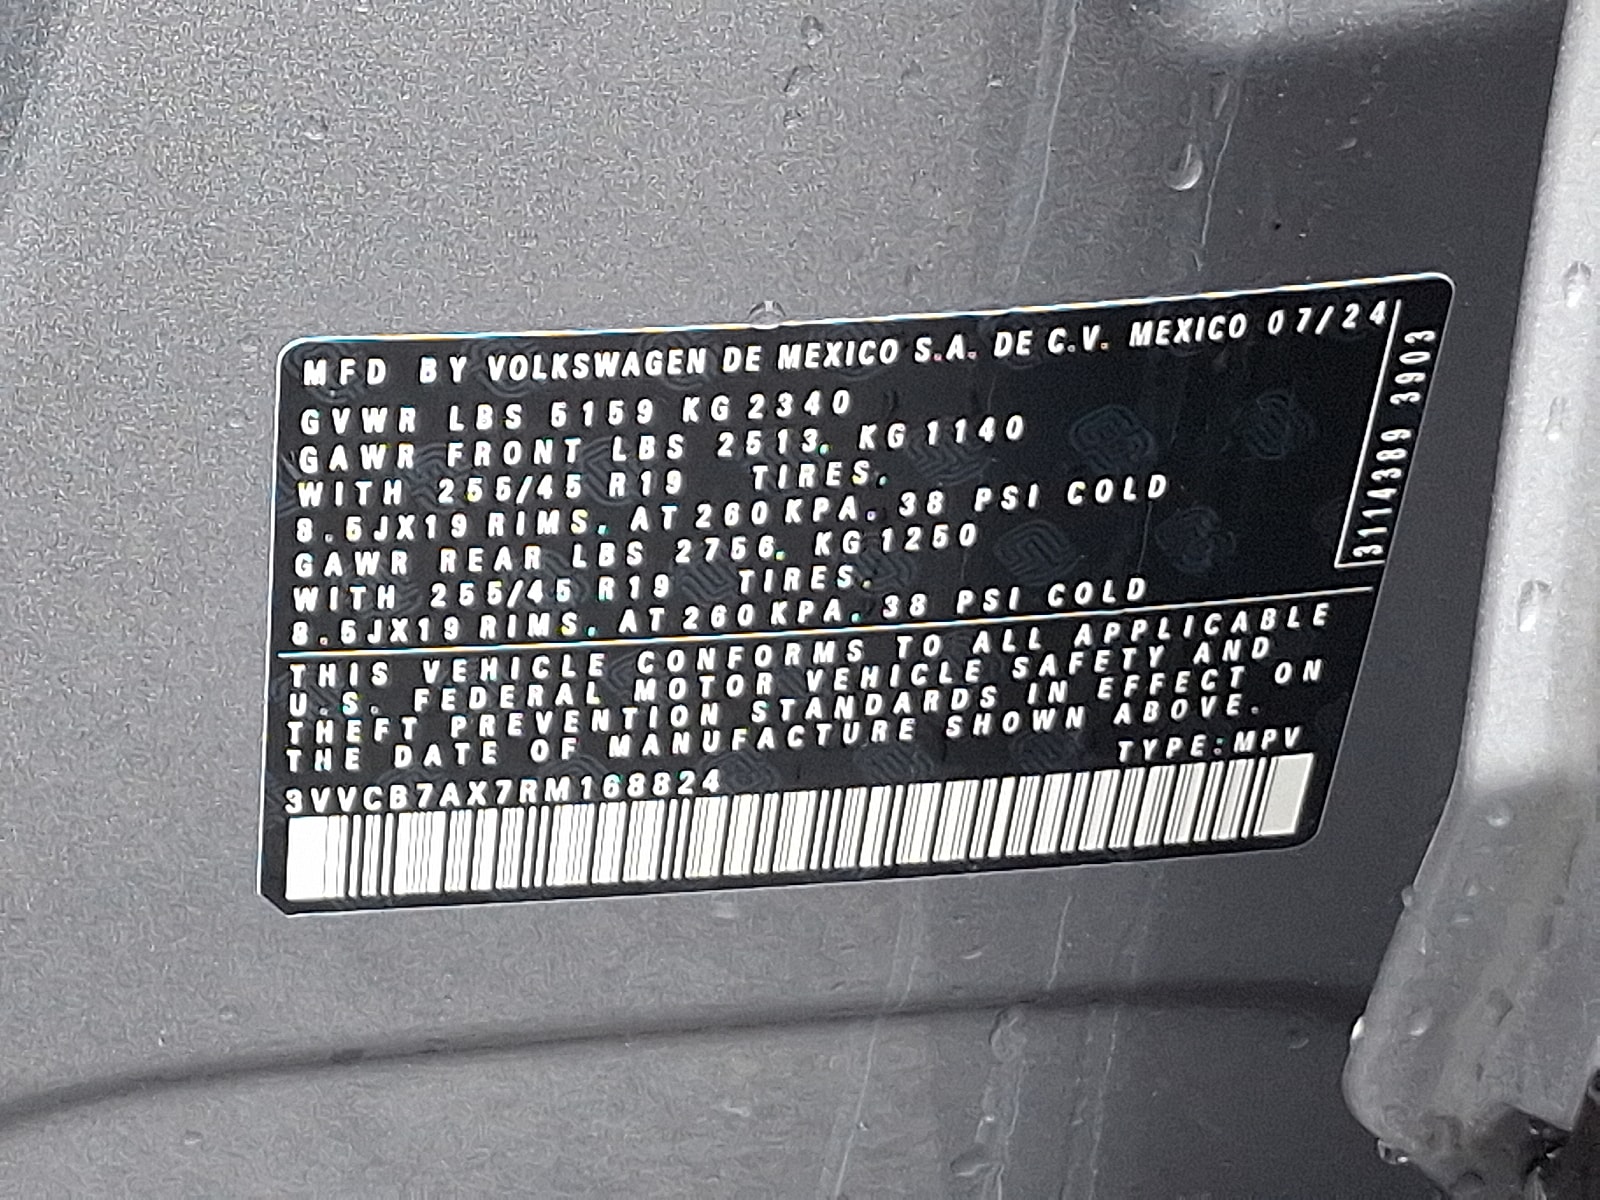 MFD BY VOLKSWAGEN DE MEXICO S.A. DE C.V. MEXICO 07/24
GVWR LBS 5159 KG 2340
GAWR FRONT LBS 2513, KG 1140
WITH 255/45 R19 TIRES,
8.5JX19 RIMS, AT 260 KPA, 38 PSI COLD
GAWR REAR LBS 2756, KG 1250
WITH 255/45 R19 TIRES,
8.5JX19 RIMS, AT 260 KPA, 38 PSI COLD
3114389 3903
THIS VEHICLE CONFORMS TO ALL APPLICABLE
U.S. FEDERAL MOTOR VEHICLE SAFETY AND
THEFT PREVENTION STANDARDS IN EFFECT ON
THE DATE OF MANUFACTURE SHOWN ABOVE.
3VVCB7AX7RM168824 TYPE:MPV